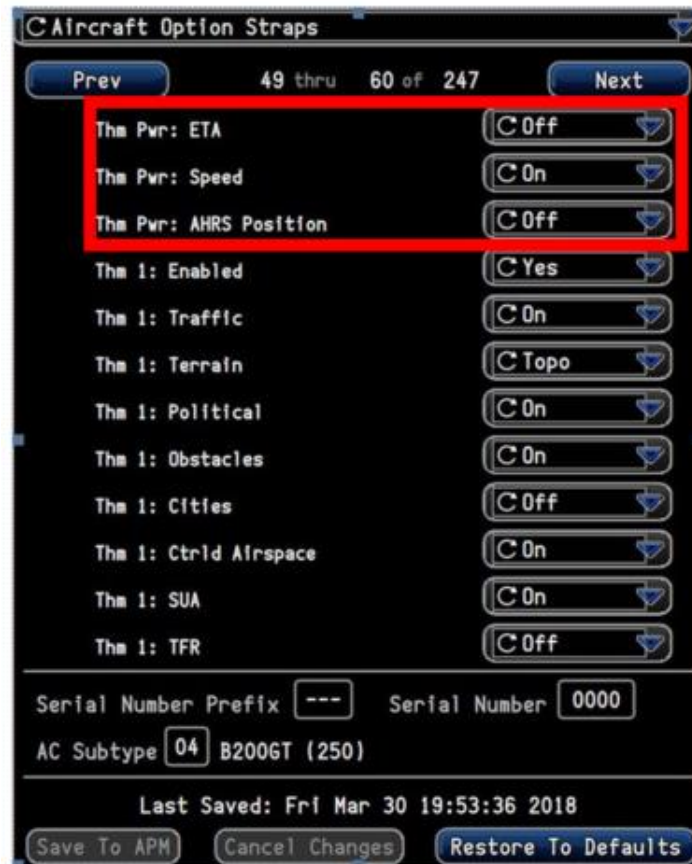 Aircraft Option Straps
Prev 49 thru 60 of 247 Next
Thm Pwr: ETA Off
Thm Pwr: Speed On
Thm Pwr: AHRS Position Off
Thm 1: Enabled Yes
Thm 1: Traffic On
Thm 1: Terrain Topo
Thm 1: Political On
Thm 1: Obstacles On
Thm 1: Cities Off
Thm 1: Ctrld Airspace On
Thm 1: SUA On
Thm 1: TFR Off
Serial Number Prefix --- Serial Number 0000
AC Subtype 04 B200GT (250)
Last Saved: Fri Mar 30 19:53:36 2018
Save To APM Cancel Changes Restore To Defaults